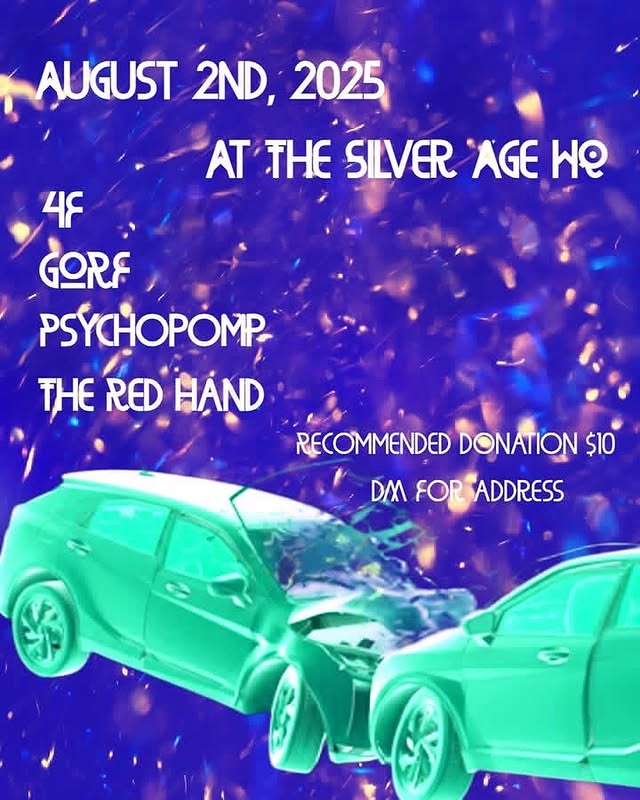 AUGUST 2ND, 2025
AT THE SILVER AGE HQ
4F
GORF
PSYCHOPOMP
THE RED HAND
RECOMMENDED DONATION $10
DM FOR ADDRESS